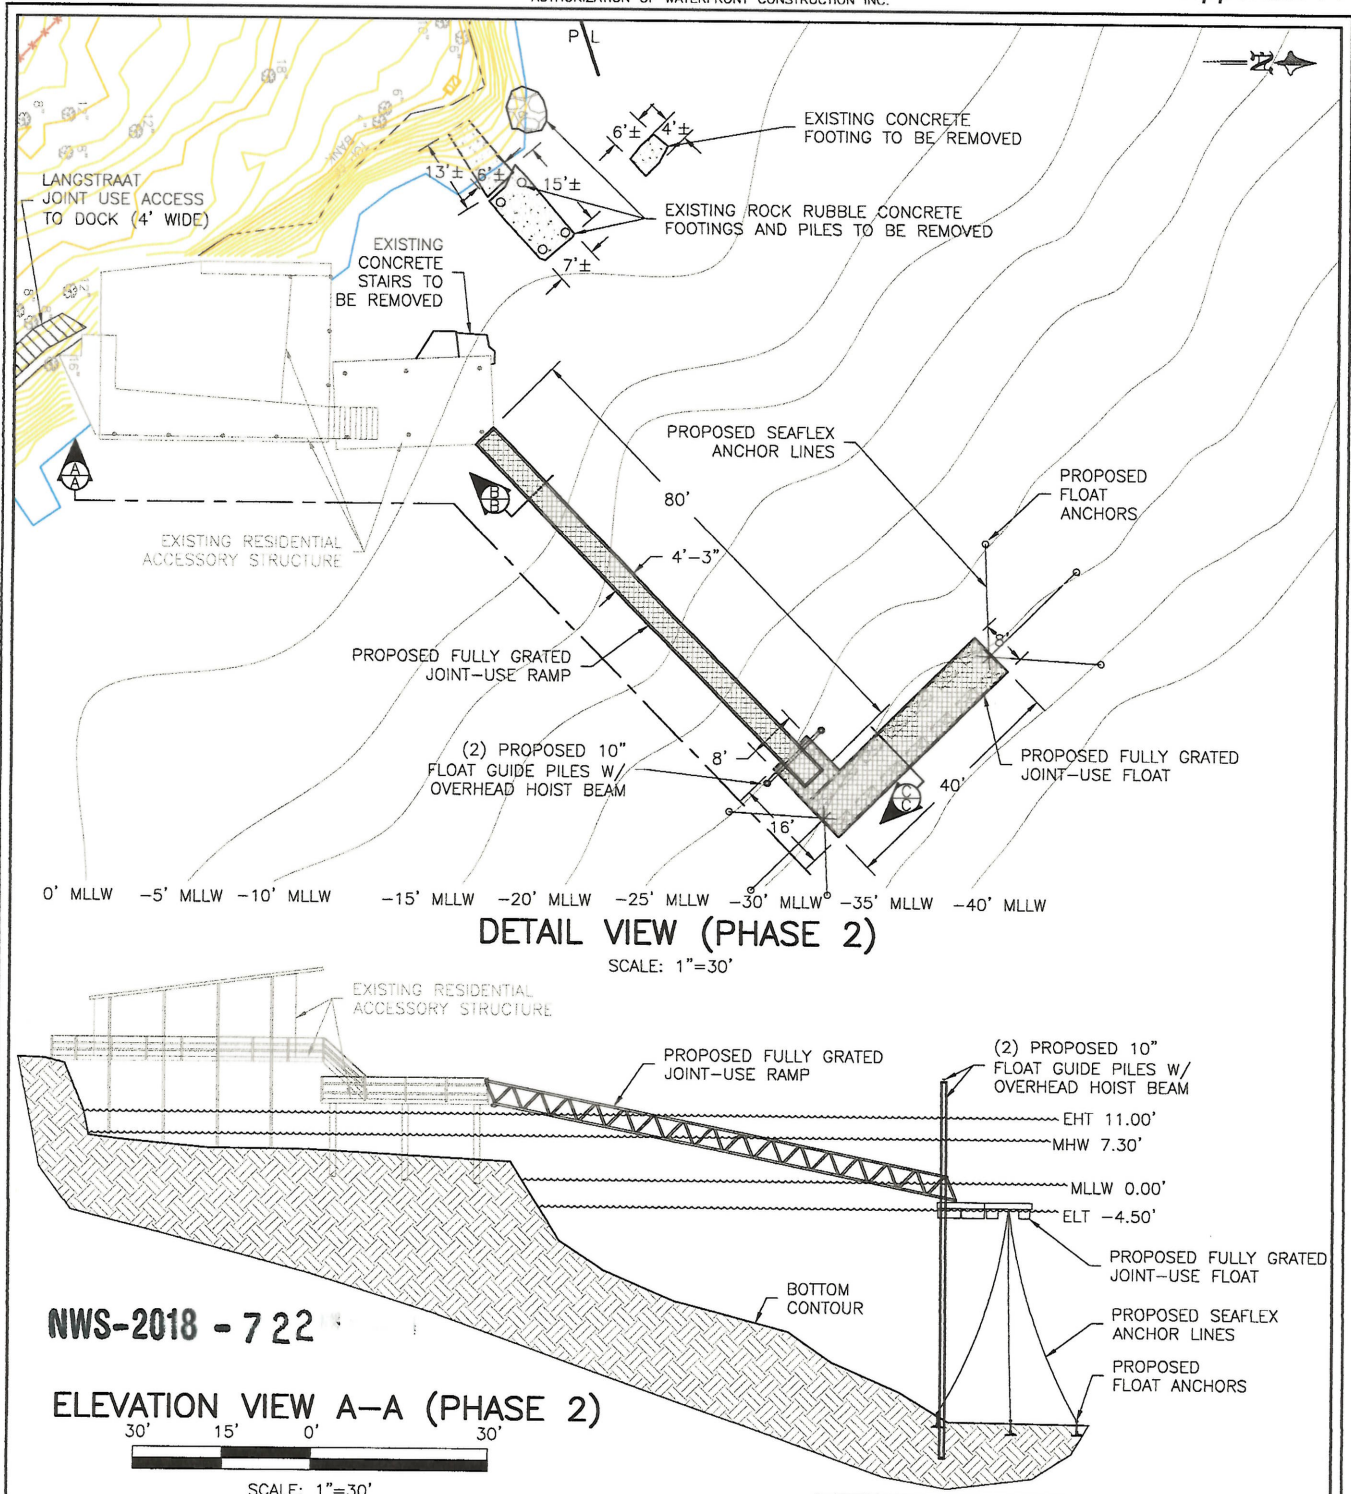 AUTHORIZATION OF WATERFRONT CONSTRUCTION INC.
P L
N
EXISTING CONCRETE
FOOTING TO BE REMOVED
6'± 4'±
13'± 6'± 15'±
7'±
EXISTING ROCK RUBBLE CONCRETE
FOOTINGS AND PILES TO BE REMOVED
BANK
LANGSTRAAT
JOINT USE ACCESS
TO DOCK (4' WIDE)
EXISTING
CONCRETE
STAIRS TO
BE REMOVED
PROPOSED SEAFLEX
ANCHOR LINES
PROPOSED
FLOAT
ANCHORS
80'
A
A
B
B
EXISTING RESIDENTIAL
ACCESSORY STRUCTURE
4'-3"
PROPOSED FULLY GRATED
JOINT-USE RAMP
8'
(2) PROPOSED 10"
FLOAT GUIDE PILES W/
OVERHEAD HOIST BEAM
8'
PROPOSED FULLY GRATED
JOINT-USE FLOAT
40'
C
C
16'
0' MLLW -5' MLLW -10' MLLW -15' MLLW -20' MLLW -25' MLLW -30' MLLW -35' MLLW -40' MLLW
DETAIL VIEW (PHASE 2)
SCALE: 1"=30'
EXISTING RESIDENTIAL
ACCESSORY STRUCTURE
PROPOSED FULLY GRATED
JOINT-USE RAMP
(2) PROPOSED 10"
FLOAT GUIDE PILES W/
OVERHEAD HOIST BEAM
EHT 11.00'
MHW 7.30'
MLLW 0.00'
ELT -4.50'
PROPOSED FULLY GRATED
JOINT-USE FLOAT
BOTTOM
CONTOUR
PROPOSED SEAFLEX
ANCHOR LINES
PROPOSED
FLOAT ANCHORS
NWS-2018-722
ELEVATION VIEW A-A (PHASE 2)
30' 15' 0' 30'
SCALE: 1"=30'